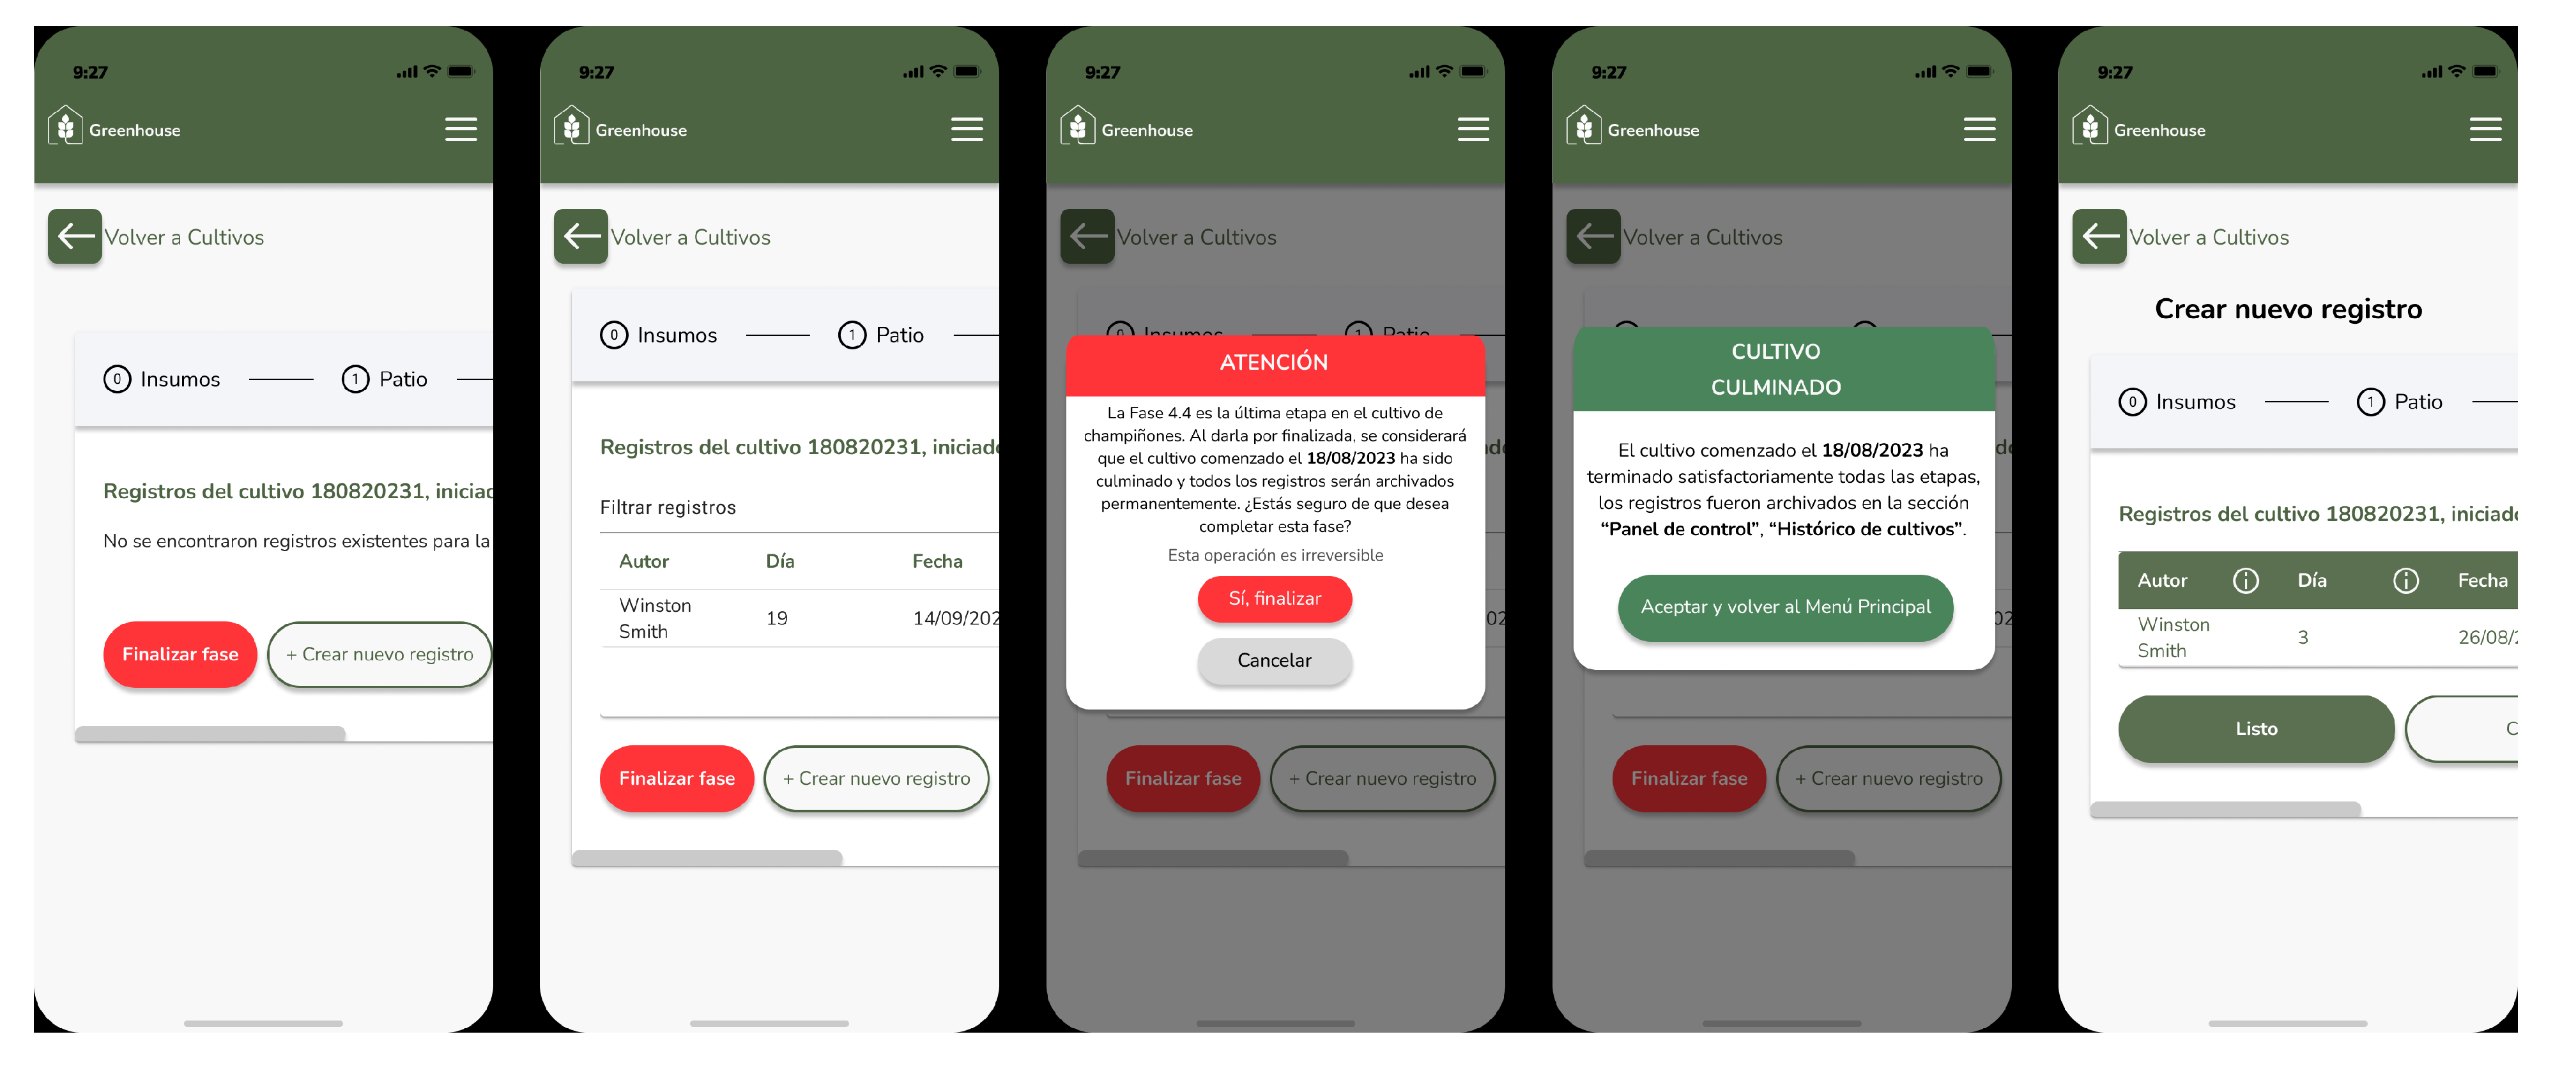 9:27
Greenhouse
Volver a Cultivos
0 Insumos
1 Patio
Registros del cultivo 180820231, iniciac
No se encontraron registros existentes para la
Finalizar fase
+ Crear nuevo registro
9:27
Greenhouse
Volver a Cultivos
0 Insumos
1 Patio
Registros del cultivo 180820231, iniciado
Filtrar registros
Autor Día Fecha
Winston
Smith
19
14/09/202
Finalizar fase
+ Crear nuevo registro
9:27
Greenhouse
Volver a Cultivos
0 Insumos
1 Patio
ATENCIÓN
La Fase 4.4 es la última etapa en el cultivo de
champiñones. Al darla por finalizada, se considerará
que el cultivo comenzado el 18/08/2023 ha sido
culminado y todos los registros serán archivados
permanentemente. ¿Estás seguro de que desea
completar esta fase?
Esta operación es irreversible
Sí, finalizar
Cancelar
Finalizar fase
+ Crear nuevo registro
9:27
Greenhouse
Volver a Cultivos
CULTIVO
CULMINADO
El cultivo comenzado el 18/08/2023 ha
terminado satisfactoriamente todas las etapas,
los registros fueron archivados en la sección
“Panel de control”, “Histórico de cultivos”.
Aceptar y volver al Menú Principal
Finalizar fase
+ Crear nuevo registro
9:27
Greenhouse
Volver a Cultivos
Crear nuevo registro
0 Insumos
1 Patio
Registros del cultivo 180820231, iniciado
Autor Día Fecha
Winston
Smith
3
26/08/2
Listo
C